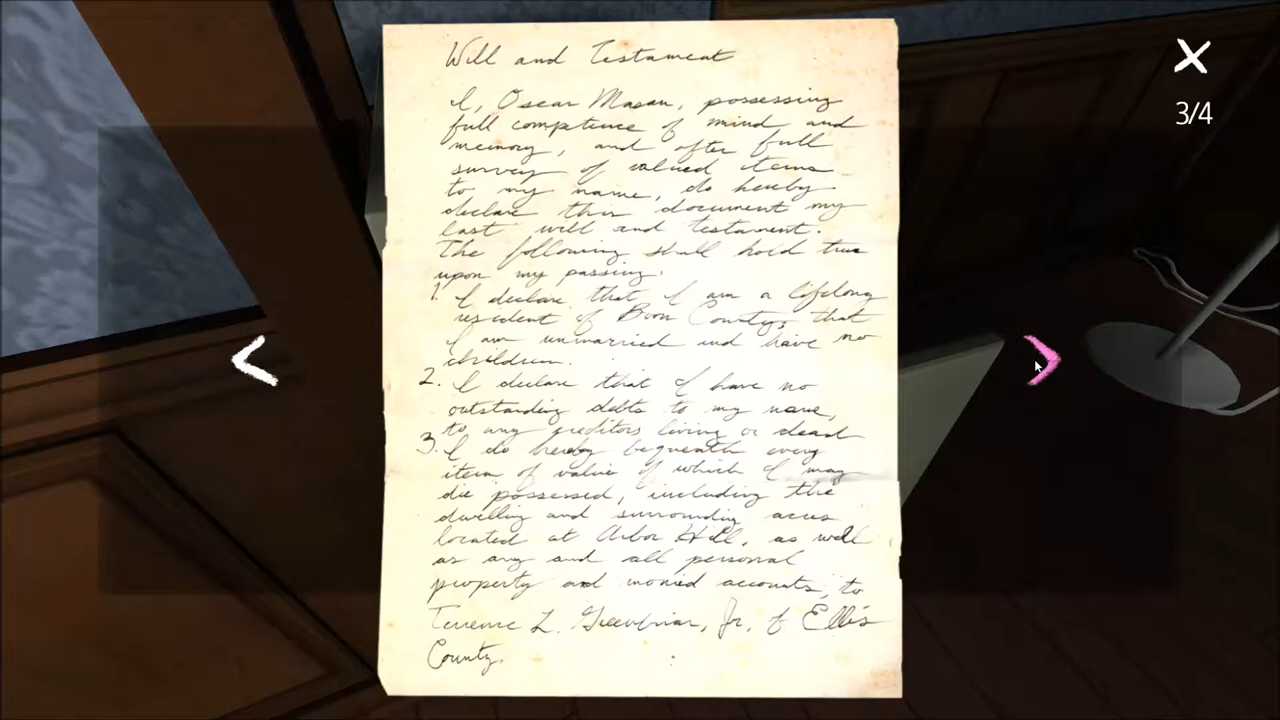 Will and Testament
3/4
I, Oscar Mason, possessing
full competence of mind and
memory, and after full
survey of valued items
to my name, do hereby
declare this document my
last will and testament.
The following shall hold true
upon my passing.
1. I declare that I am a lifelong
resident of Boon County, that
I am unmarried and have no
children.
2. I declare that I have no
outstanding debts to my name,
to any creditors living or dead
3. I do hereby bequeath every
item of value of which I may
die possessed, including the
dwelling and surrounding acres
located at Arbor Hill, as well
as any and all personal
property and monied accounts, to
Terrence L. Greenbriar, Jr. of Ellis
County.